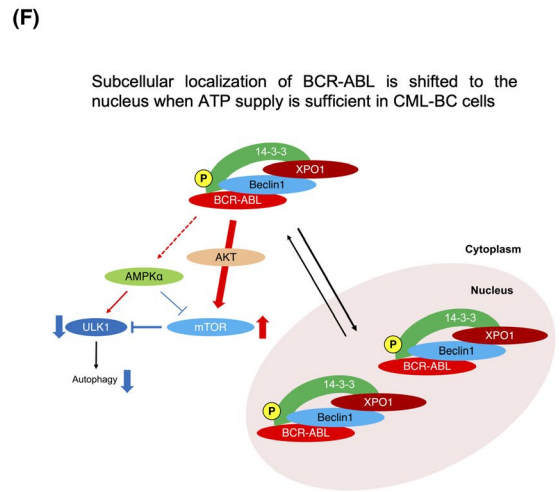 (F)
Subcellular localization of BCR-ABL is shifted to the
nucleus when ATP supply is sufficient in CML-BC cells
14-3-3
XPO1
P
Beclin1
BCR-ABL
AKT
AMPKα
ULK1
mTOR
Autophagy
Cytoplasm
Nucleus
14-3-3
XPO1
P
Beclin1
BCR-ABL
14-3-3
XPO1
P
Beclin1
BCR-ABL